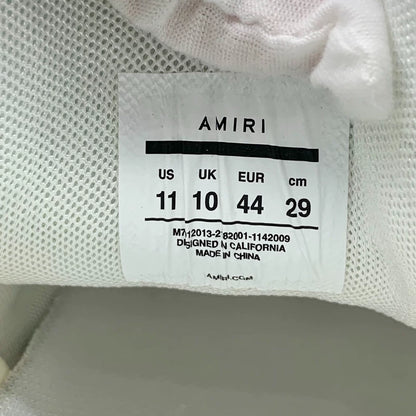 AMIRI
US UK EUR cm
11 10 44 29
DESIGNED IN CALIFORNIA
MADE IN CHINA
AMIRI.COM